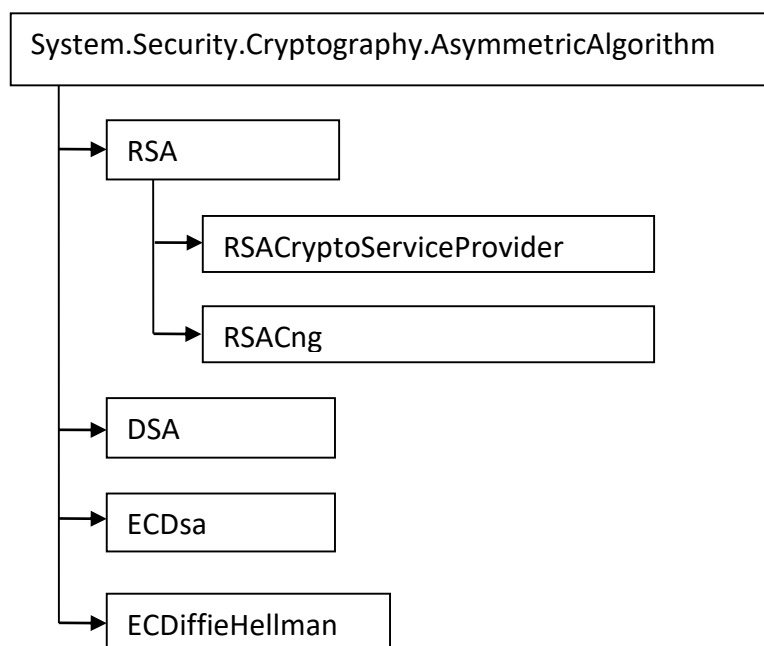 System.Security.Cryptography.AsymmetricAlgorithm
RSA
RSACryptoServiceProvider
RSACng
DSA
ECDsa
ECDiffieHellman